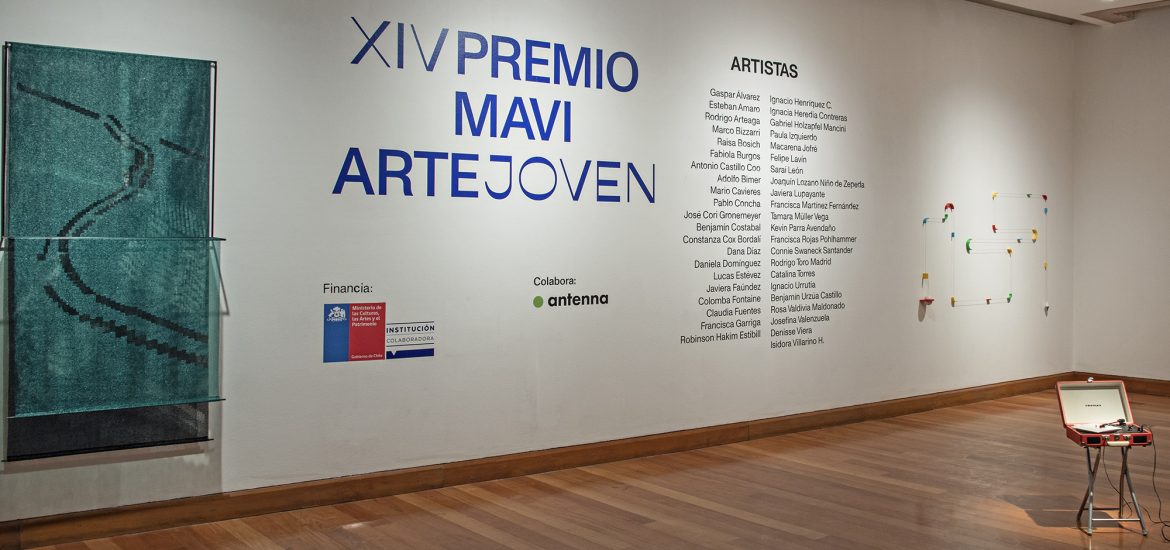 XIV PREMIO
MAVI
ARTE JOVEN
Financia:
Ministerio de
las Culturas,
las Artes y el
Patrimonio
Gobierno de Chile
INSTITUCIÓN
COLABORADORA
Colabora:
antenna
ARTISTAS
Gaspar Álvarez
Esteban Amaro
Rodrigo Arteaga
Marco Bizzarri
Raisa Bosich
Fabiola Burgos
Antonio Castillo Coo
Adolfo Bimer
Mario Cavieres
Pablo Concha
José Cori Gronemeyer
Benjamín Costabal
Constanza Cox Bordalí
Dana Díaz
Daniela Domínguez
Lucas Estévez
Javiera Faúndez
Colomba Fontaine
Claudia Fuentes
Francisca Garriga
Robinson Hakim Estibill
Ignacio Henríquez C.
Ignacia Heredia Contreras
Gabriel Holzapfel Mancini
Paula Izquierdo
Macarena Jofré
Felipe Lavín
Sarai León
Joaquín Lozano Niño de Zepeda
Javiera Lupayante
Francisca Martínez Fernández
Tamara Müller Vega
Kevin Parra Avendaño
Francisca Rojas Pohlhammer
Connie Swaneck Santander
Rodrigo Toro Madrid
Catalina Torres
Ignacio Urrutia
Benjamín Urzúa Castillo
Rosa Valdivia Maldonado
Josefina Valenzuela
Denisse Viera
Isidora Villarino H.